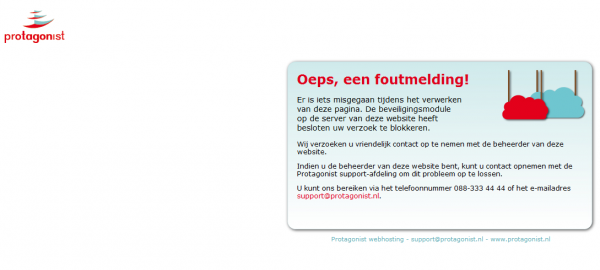 protagonist
Oeps, een foutmelding!
Er is iets misgegaan tijdens het verwerken
van deze pagina. De beveiligingsmodule
op de server van deze website heeft
besloten uw verzoek te blokkeren.
Wij verzoeken u vriendelijk contact op te nemen met de beheerder van deze
website.
Indien u de beheerder van deze website bent, kunt u contact opnemen met de
Protagonist support-afdeling om dit probleem op te lossen.
U kunt ons bereiken via het telefoonnummer 088-333 44 44 of het e-mailadres
support@protagonist.nl.
Protagonist webhosting - support@protagonist.nl - www.protagonist.nl